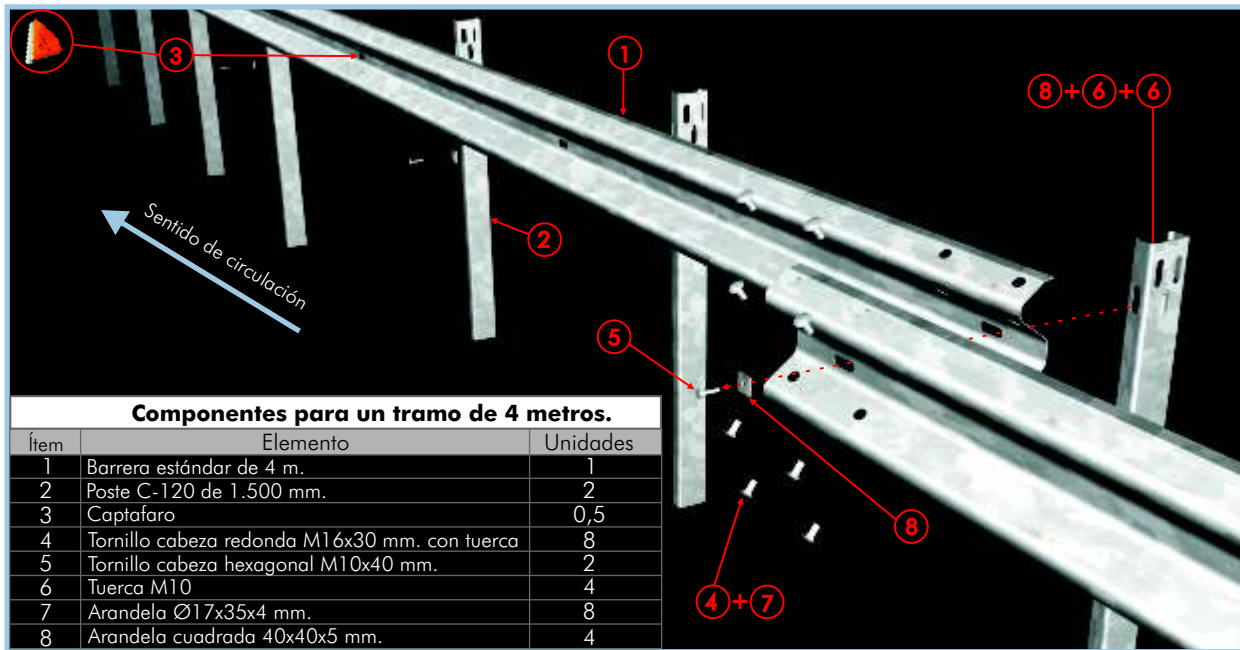 3
1
8+6+6
2
Sentido de circulación
5
8
4+7
Componentes para un tramo de 4 metros.
Ítem Elemento Unidades
1 Barrera estándar de 4 m. 1
2 Poste C-120 de 1.500 mm. 2
3 Captafaro 0,5
4 Tornillo cabeza redonda M16x30 mm. con tuerca 8
5 Tornillo cabeza hexagonal M10x40 mm. 2
6 Tuerca M10 4
7 Arandela Ø17x35x4 mm. 8
8 Arandela cuadrada 40x40x5 mm. 4